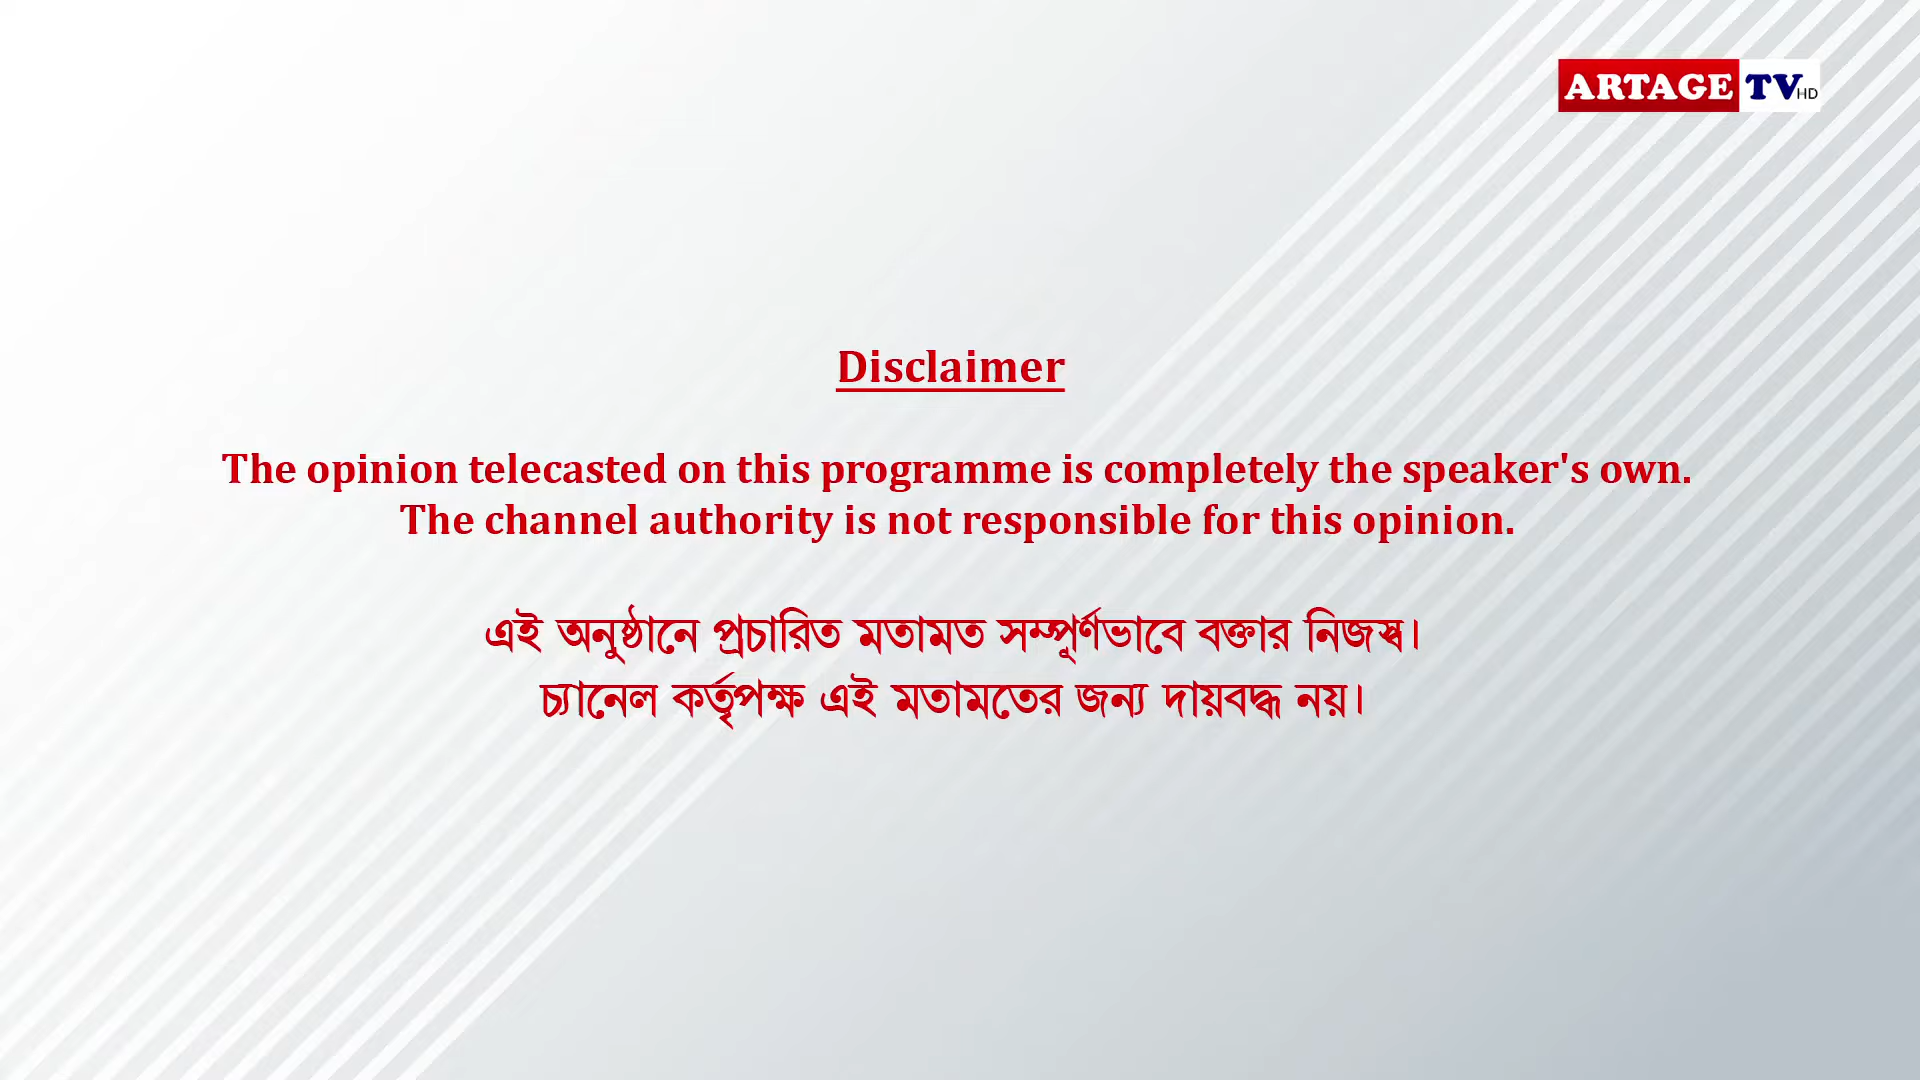 ARTAGE TV HD
Disclaimer
The opinion telecasted on this programme is completely the speaker's own.
The channel authority is not responsible for this opinion.
এই অনুষ্ঠানে প্রচারিত মতামত সম্পূর্ণভাবে বক্তার নিজস্ব।
চ্যানেল কর্তৃপক্ষ এই মতামতের জন্য দায়বদ্ধ নয়।